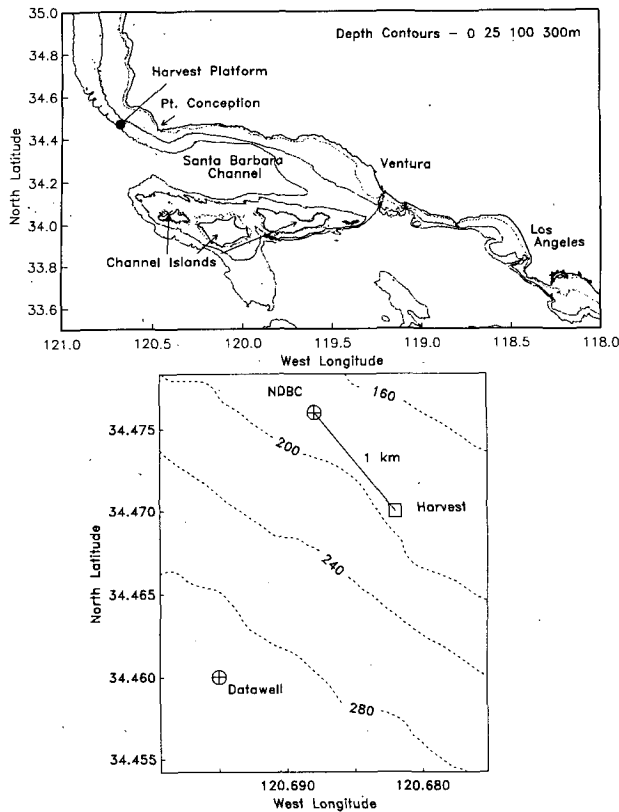 35.0
Depth Contours - 0 25 100 300m
Harvest Platform
34.8
34.6
Pt. Conception
34.4
Santa Barbara
Channel
Ventura
34.2
North Latitude
34.0
Los
Angeles
Channel Islands
33.8
33.6
121.0 120.5 120.0 119.5 119.0 118.5 118.0
West Longitude
NDBC
160
34.475
200
1 km
Harvest
34.470
240
34.465
North Latitude
34.460
Datawell
280
34.455
120.690 120.680
West Longitude